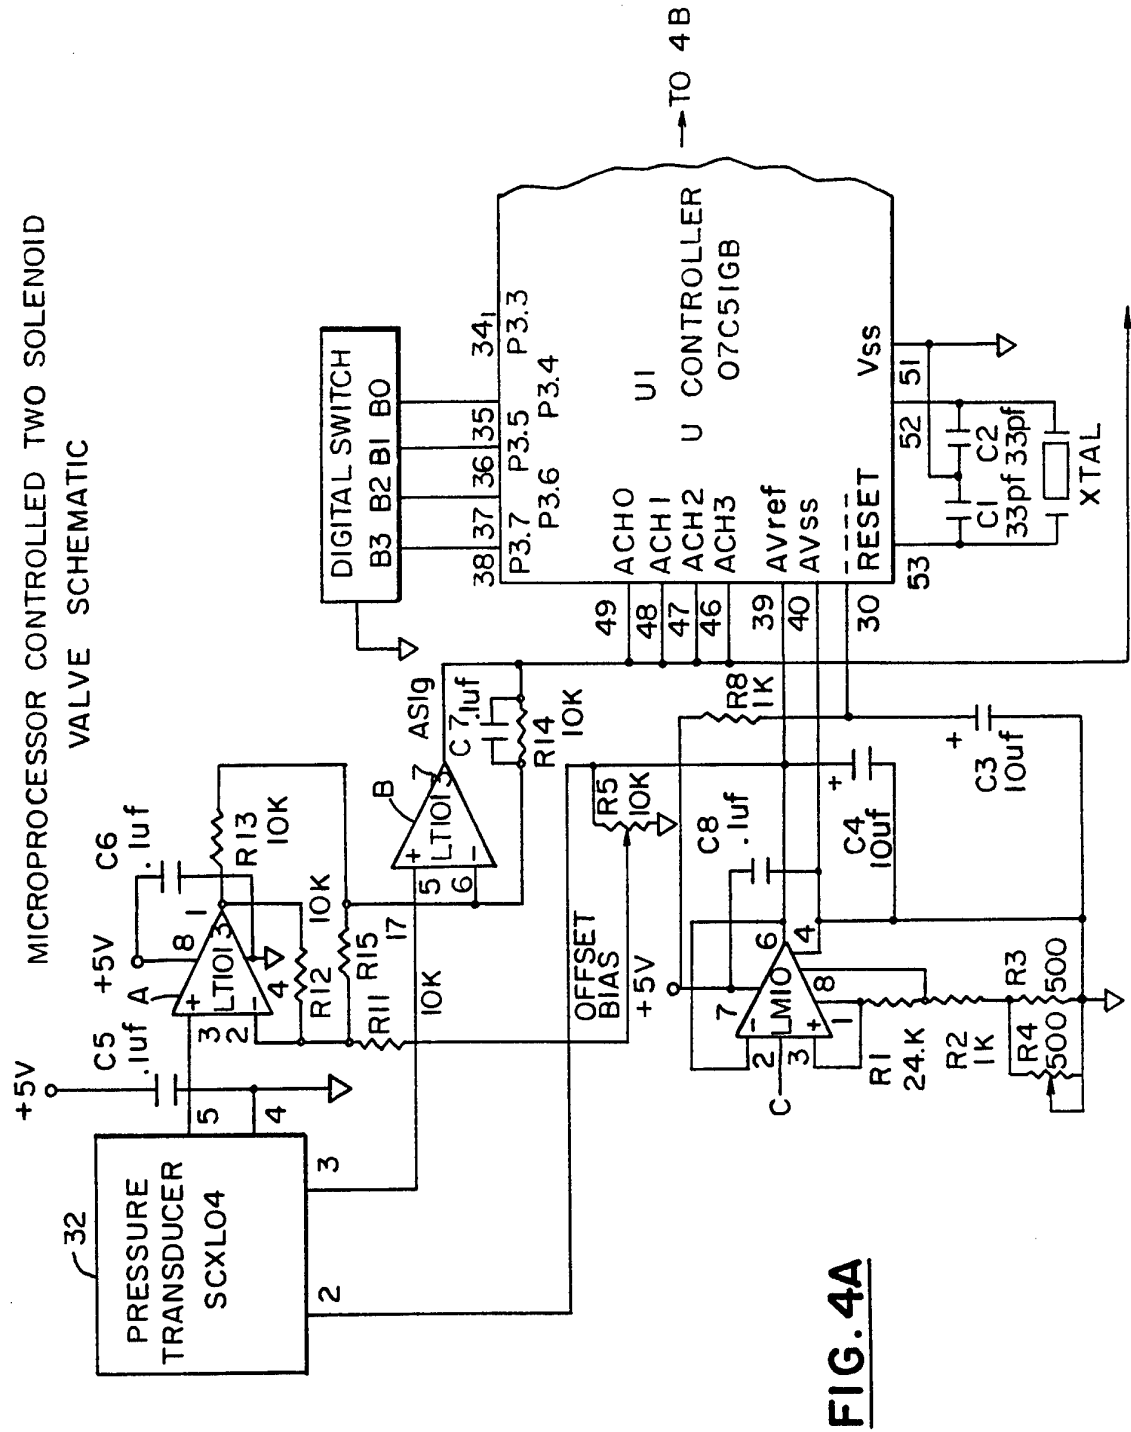 MICROPROCESSOR CONTROLLED TWO SOLENOID
VALVE SCHEMATIC
32
PRESSURE
TRANSDUCER
SCXL04
5
4
3
2
+5V
C5
.1uf
A
+5V
C6
.1uf
8
1
3
2
4
+
−
LT1013
R13
10K
R12
10K
R15
17
R11
10K
B
5
6
7
+
−
LT1013
ASIg
C7
.1uf
R14
10K
DIGITAL SWITCH
B3 B2 B1 B0
38 37 36 35 34
P3.7
P3.6
P3.5
P3.4
P3.3
U1
U CONTROLLER
07C51GB
TO 4B
49
ACH0
48
ACH1
47
ACH2
46
ACH3
39
AVref
40
AVss
30
RESET
53
52
51
Vss
C1
33pf
C2
33pf
XTAL
OFFSET
BIAS
R5
10K
+5V
R8
1K
C8
.1uf
C4
10uf
+
C3
10uf
+
7
6
4
8
1
2
3
−
+
LM10
C
R1
24.K
R2
1K
R3
500
R4
500
FIG. 4A